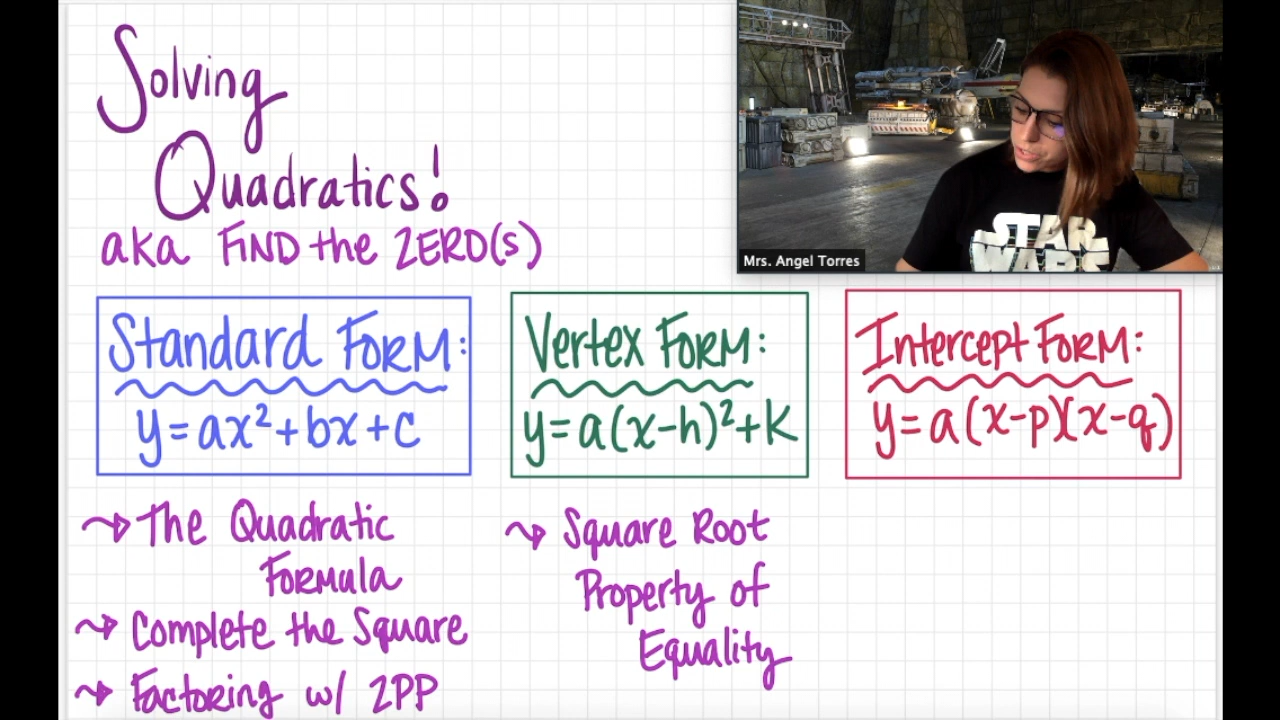 Solving
Quadratics!
aka FIND the ZERO(s)
STAR
WARS
Mrs. Angel Torres
Standard FORM:
y=ax²+bx+c
Vertex FORM:
y=a(x-h)²+k
Intercept FORM:
y=a(x-p)(x-q)
The Quadratic
FORMULA
Complete the Square
Factoring w/ ZPP
Square Root
Property of
Equality